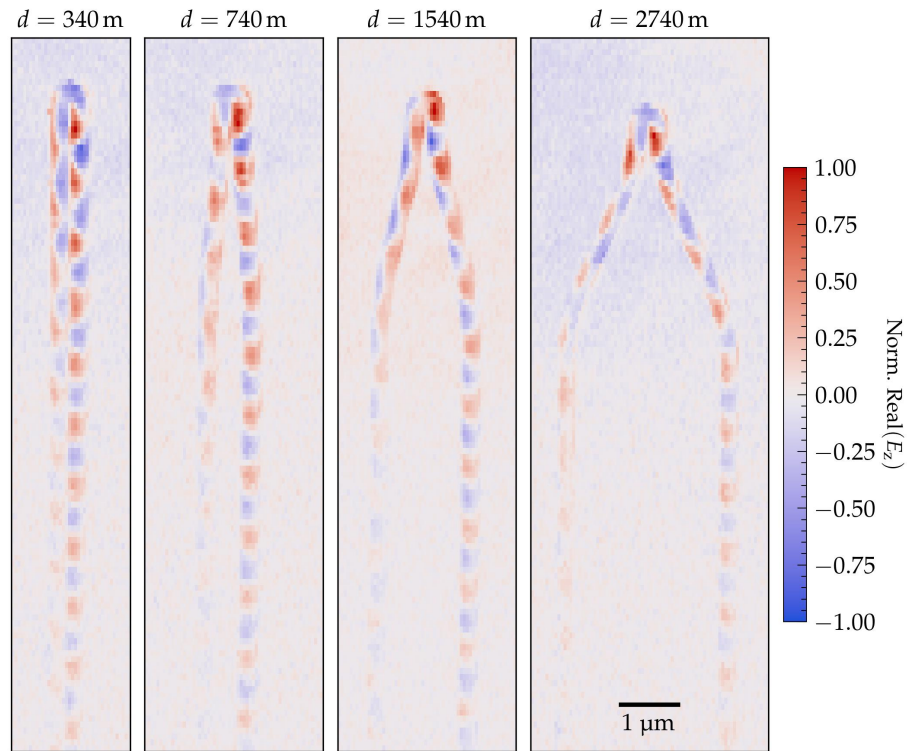 d = 340 m
d = 740 m
d = 1540 m
d = 2740 m
1.00
0.75
0.50
0.25
0.00
−0.25
−0.50
−0.75
−1.00
Norm. Real(E_z)
1 µm